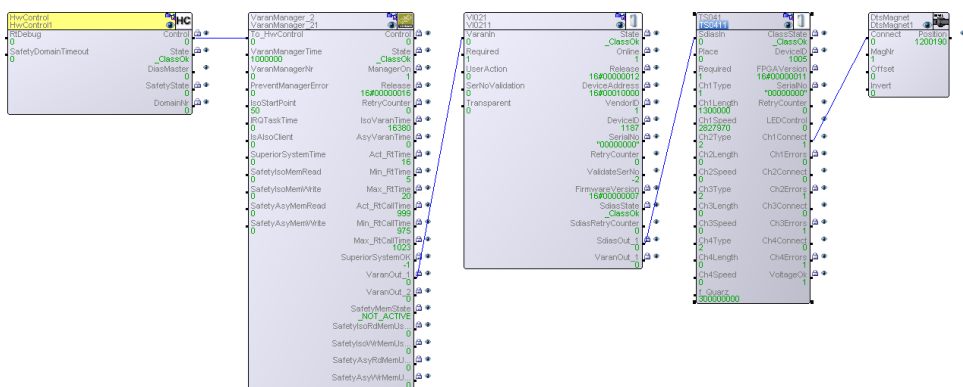 HwControl
HwControl1
HC
RtDebug
Control
0
0
SafetyDomainTimeout
State
0
_ClassOk
DiasMaster
SafetyState
0
DomainNr
0
VaranManager_2
VaranManager_21
To_HwControl
Control
0
0
VaranManagerTime
State
1000000
_ClassOk
VaranManagerNr
ManagerOn
0
1
PreventManagerError
Release
0
16#00000016
IsoStartPoint
RetryCounter
50
0
IRQTaskTime
IsoVaranTime
0
16380
IsAlsoClient
AsyVaranTime
0
0
SuperiorSystemTime
Act_RtTime
0
16
SafetyIsoMemRead
Min_RtTime
0
5
SafetyIsoMemWrite
Max_RtTime
0
20
SafetyAsyMemRead
Act_RtCallTime
0
999
SafetyAsyMemWrite
Min_RtCallTime
0
975
Max_RtCallTime
1023
SuperiorSystemOK
-1
VaranOut_1
0
VaranOut_2
0
SafetyMemState
_NOT_ACTIVE
SafetyIsoRdMemUs...
0
SafetyIsoWrMemUs...
0
SafetyAsyRdMemU...
0
SafetyAsyWrMemU...
0
VI021
VI0211
VaranIn
State
0
_ClassOk
Required
Online
1
1
UserAction
Release
0
16#00000012
SerNoValidation
DeviceAddress
0
16#00010000
Transparent
VendorID
0
1
DeviceID
1187
SerialNo
"00000000"
RetryCounter
0
ValidateSerNo
-2
FirmwareVersion
16#00000007
SdiasState
_ClassOk
SdiasRetryCounter
0
SdiasOut_1
0
VaranOut_1
0
TS041
TS0411
SdiasIn
ClassState
0
_ClassOk
Place
DeviceID
0
1005
Required
FPGAVersion
1
16#00000011
Ch1Type
SerialNo
1
"00000000"
Ch1Length
RetryCounter
1300000
0
Ch1Speed
LEDControl
2827970
0
Ch2Type
Ch1Connect
2
0
Ch2Length
Ch1Errors
0
0
Ch2Speed
Ch2Connect
0
0
Ch3Type
Ch2Errors
2
1
Ch3Length
Ch3Connect
0
0
Ch3Speed
Ch3Errors
0
1
Ch4Type
Ch4Connect
2
0
Ch4Length
Ch4Errors
0
1
Ch4Speed
VoltageOk
0
1
f_Quarz
300000000
DtsMagnet
DtsMagnet1
Connect
Position
0
1200190
MagNr
1
Offset
0
Invert
0